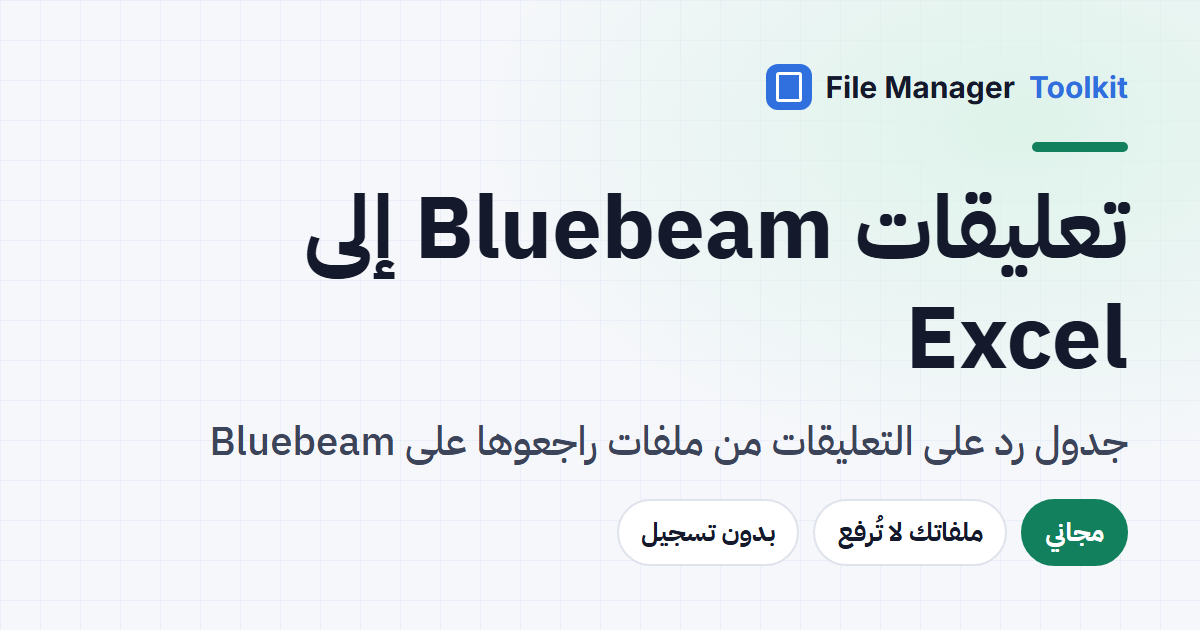 File Manager Toolkit
تعليقات Bluebeam إلى
Excel
جدول رد على التعليقات من ملفات راجعوها على Bluebeam
مجاني
ملفاتك لا تُرفع
بدون تسجيل